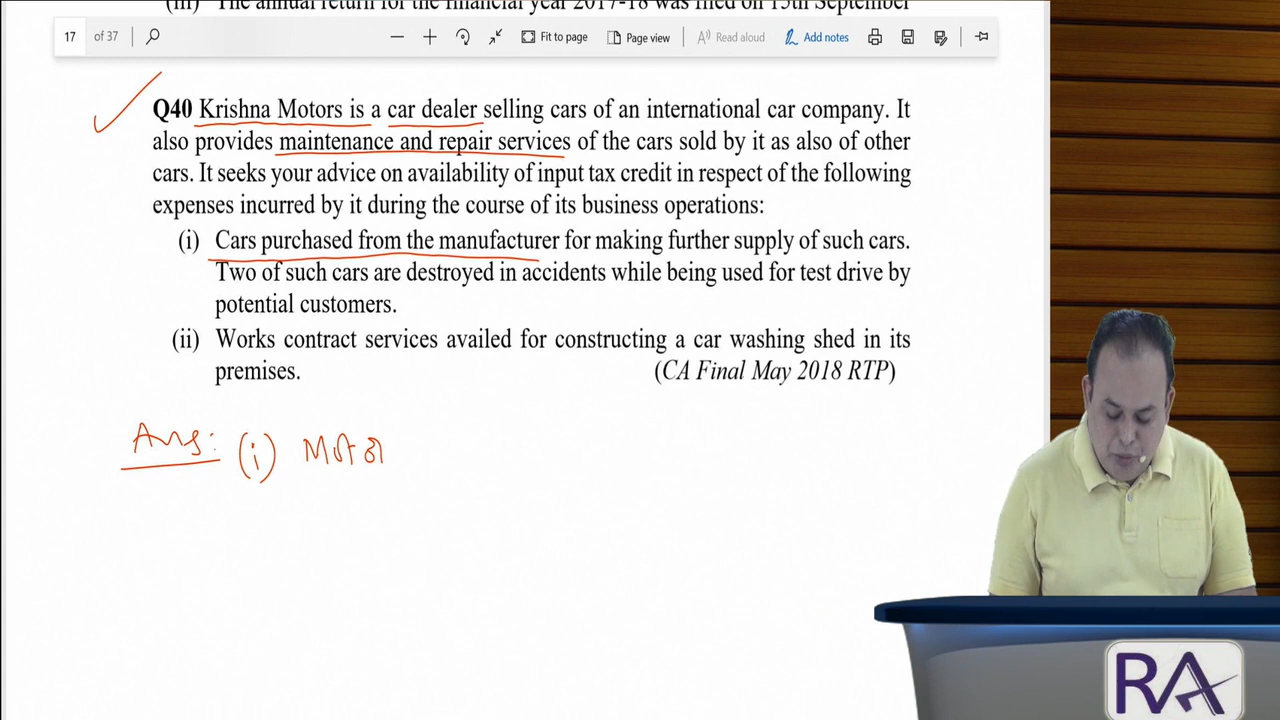 (iii) The annual return for the financial year 2017-18 was filed on 15th September
17 of 37 Fit to page Page view Read aloud Add notes
Q40 Krishna Motors is a car dealer selling cars of an international car company. It
also provides maintenance and repair services of the cars sold by it as also of other
cars. It seeks your advice on availability of input tax credit in respect of the following
expenses incurred by it during the course of its business operations:
(i) Cars purchased from the manufacturer for making further supply of such cars.
Two of such cars are destroyed in accidents while being used for test drive by
potential customers.
(ii) Works contract services availed for constructing a car washing shed in its
premises. (CA Final May 2018 RTP)
Ans: (i) Motor
RA